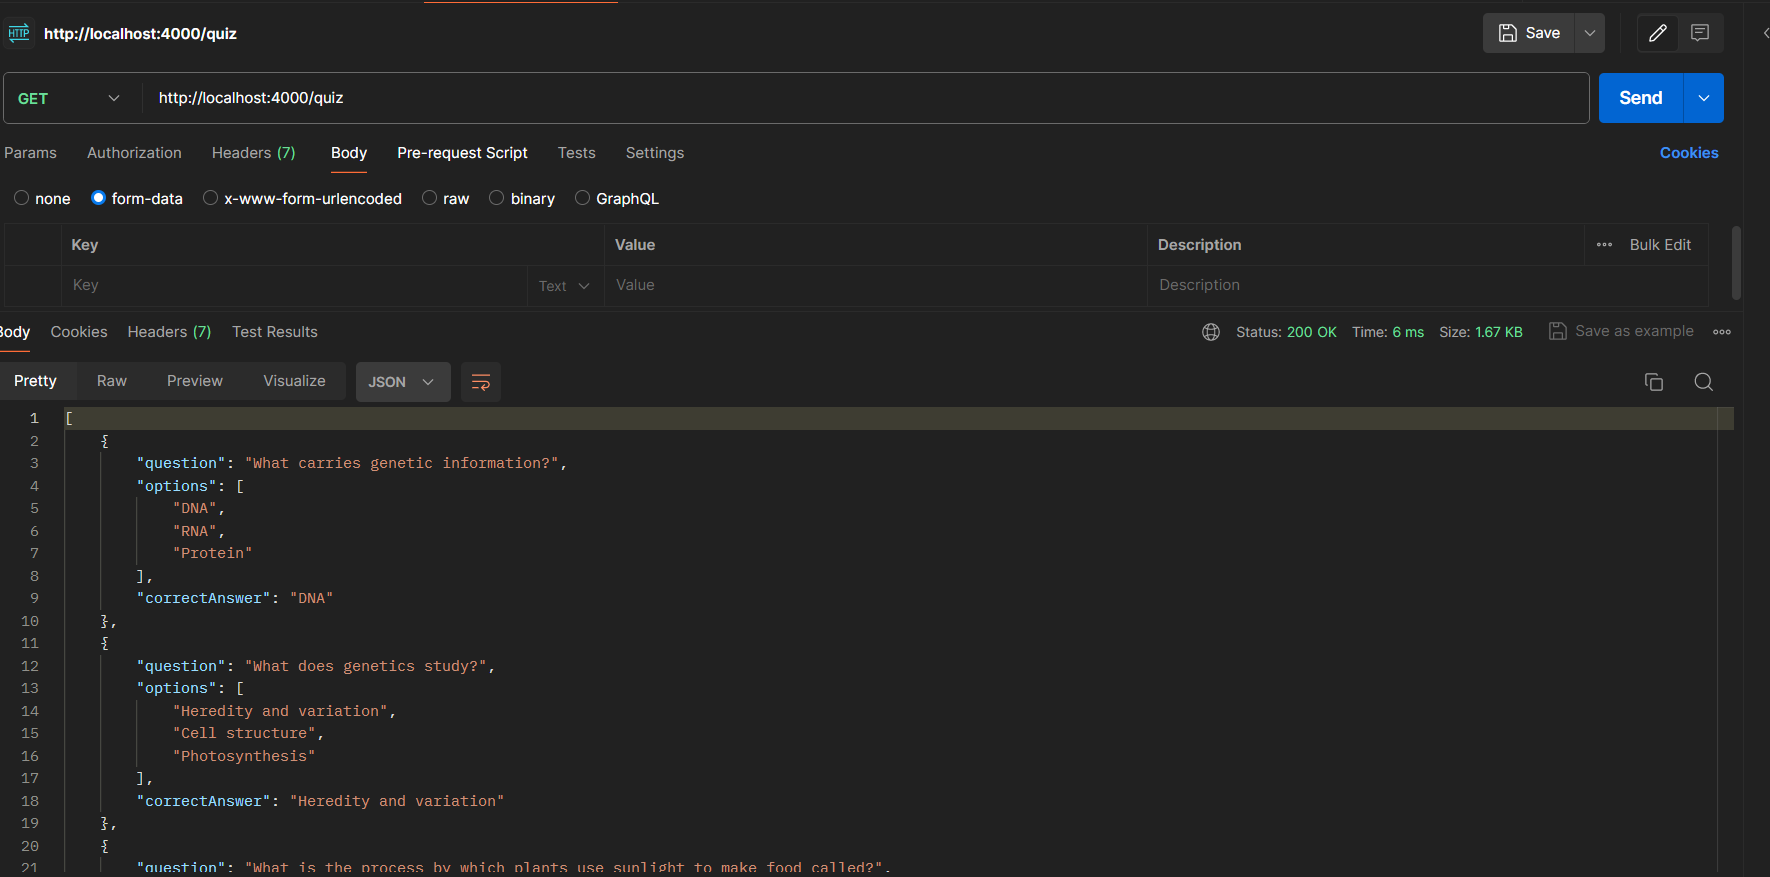 HTTP http://localhost:4000/quiz Save
GET http://localhost:4000/quiz Send
Params Authorization Headers (7) Body Pre-request Script Tests Settings Cookies
none form-data x-www-form-urlencoded raw binary GraphQL
Key Value Description Bulk Edit
Key Text Value Description
Body Cookies Headers (7) Test Results Status: 200 OK Time: 6 ms Size: 1.67 KB Save as example
Pretty Raw Preview Visualize JSON
1 [
2 {
3 "question": "What carries genetic information?",
4 "options": [
5 "DNA",
6 "RNA",
7 "Protein"
8 ],
9 "correctAnswer": "DNA"
10 },
11 {
12 "question": "What does genetics study?",
13 "options": [
14 "Heredity and variation",
15 "Cell structure",
16 "Photosynthesis"
17 ],
18 "correctAnswer": "Heredity and variation"
19 },
20 {
21 "question": "What is the process by which plants use sunlight to make food called?",